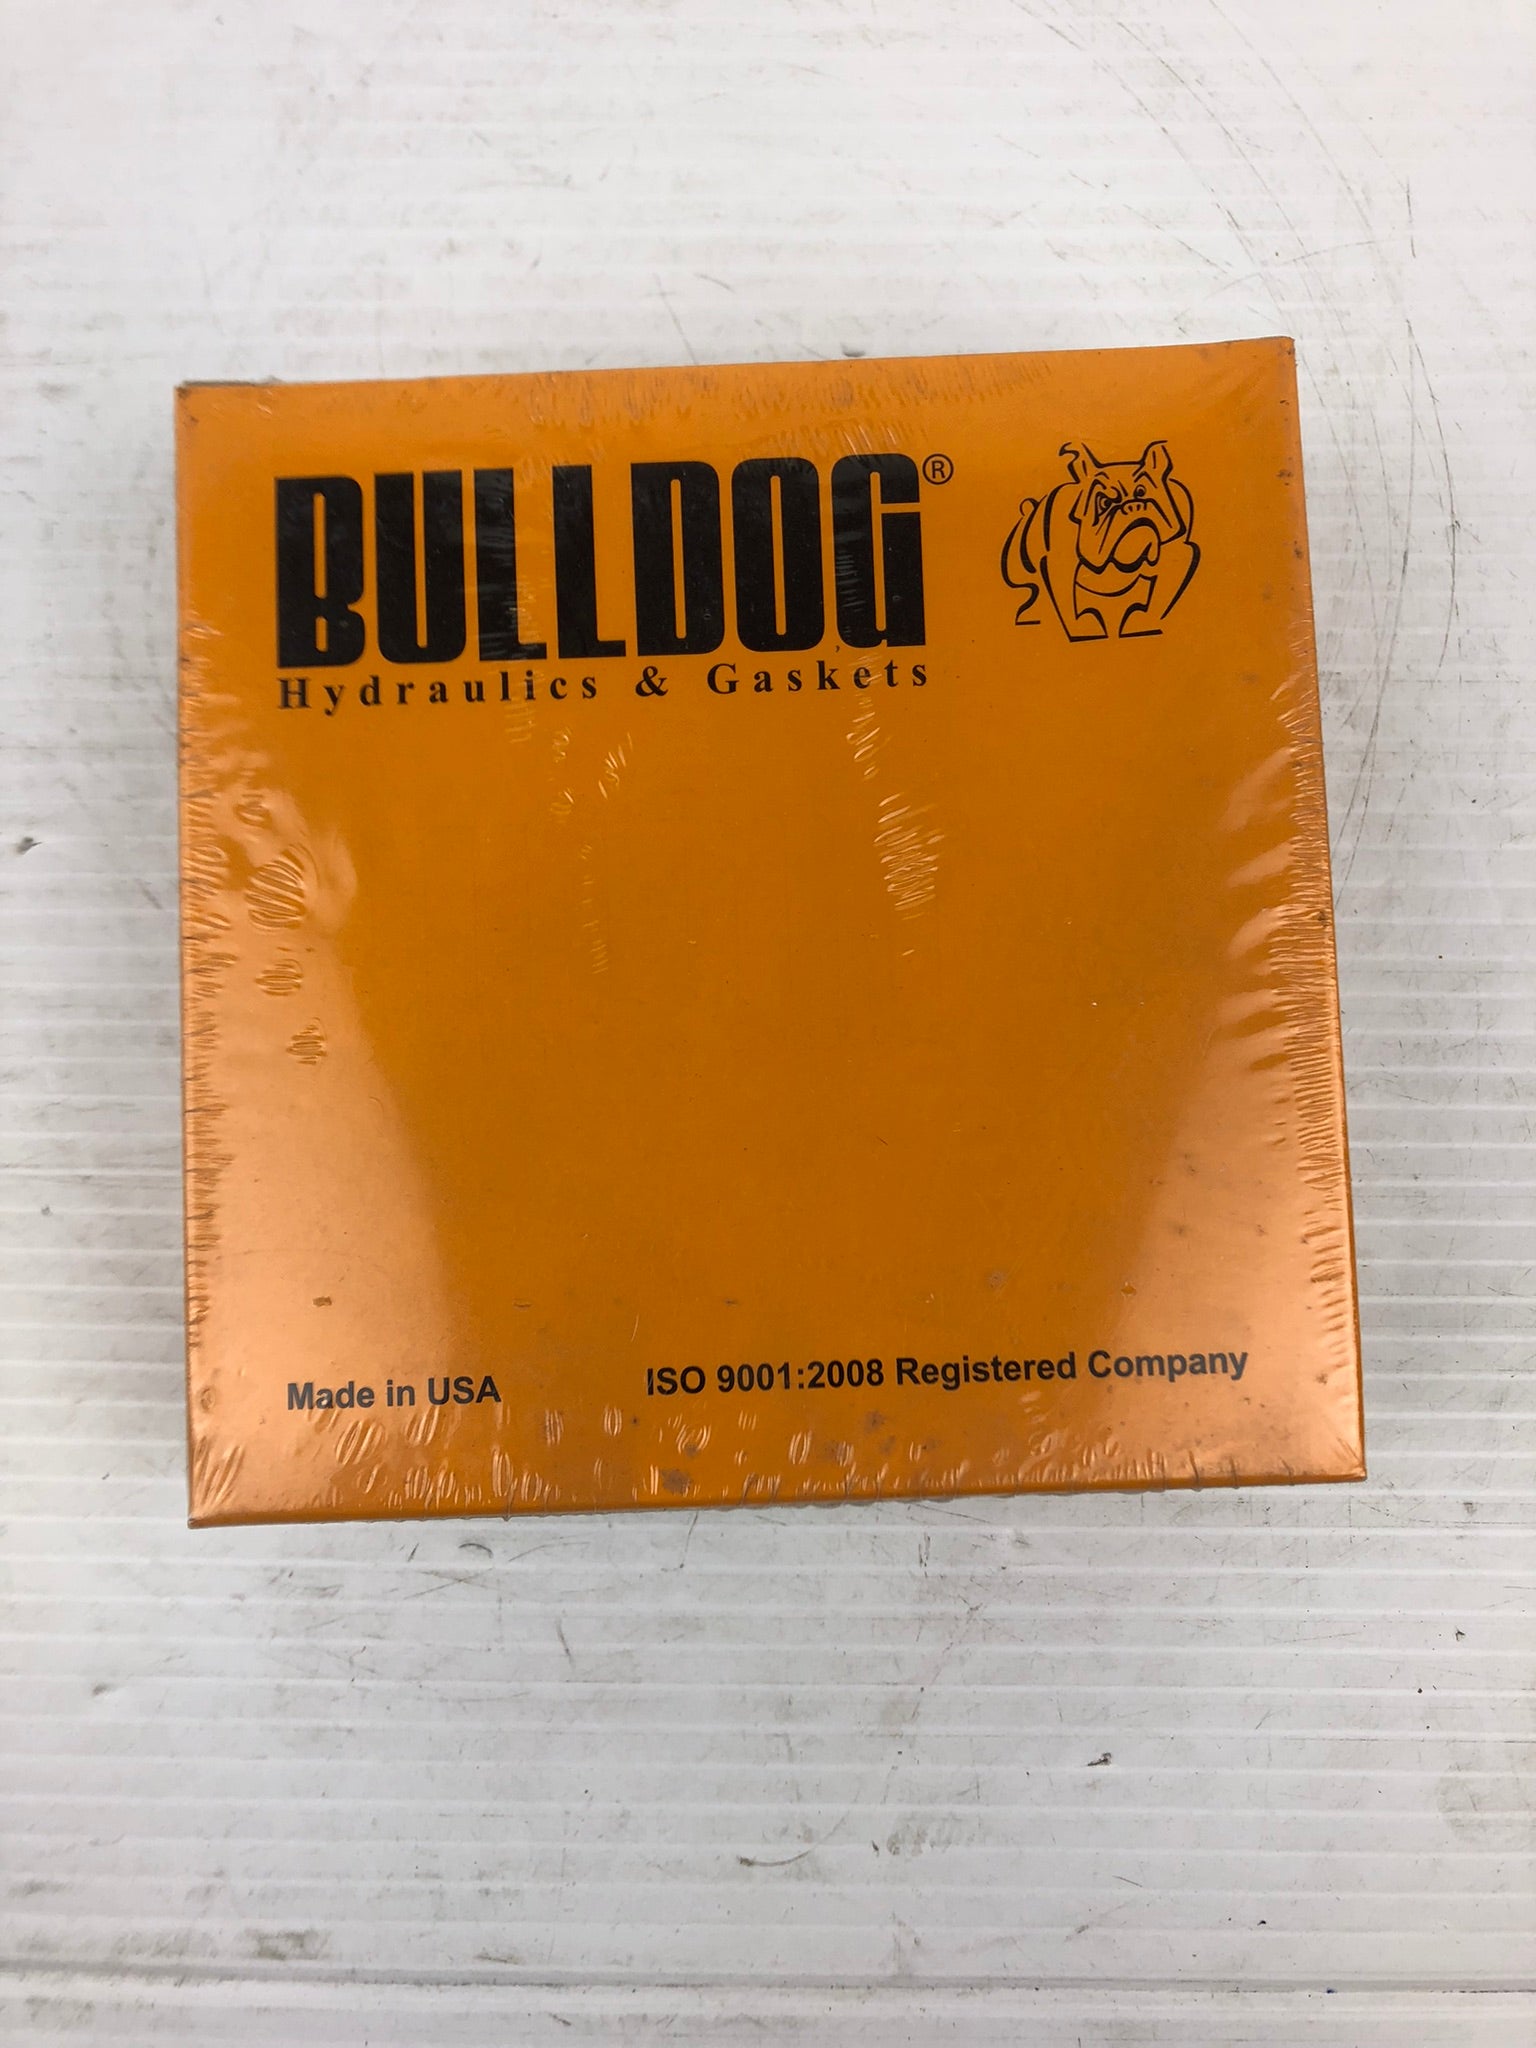 BULLDOG®
Hydraulics & Gaskets
Made in USA
ISO 9001:2008 Registered Company